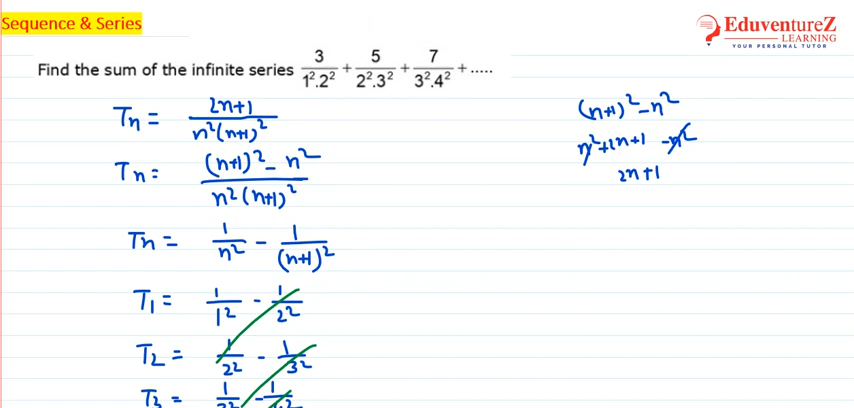 Sequence & Series
EduventureZ
LEARNING
YOUR PERSONAL TUTOR
Find the sum of the infinite series 3/1².2² + 5/2².3² + 7/3².4² + .....
Tn = 2n+1 / n²(n+1)²
(n+1)² - n²
n² + 2n + 1 - n²
2n+1
Tn = (n+1)² - n² / n²(n+1)²
Tn = 1/n² - 1/(n+1)²
T1 = 1/1² - 1/2²
T2 = 1/2² - 1/3²
T3 =